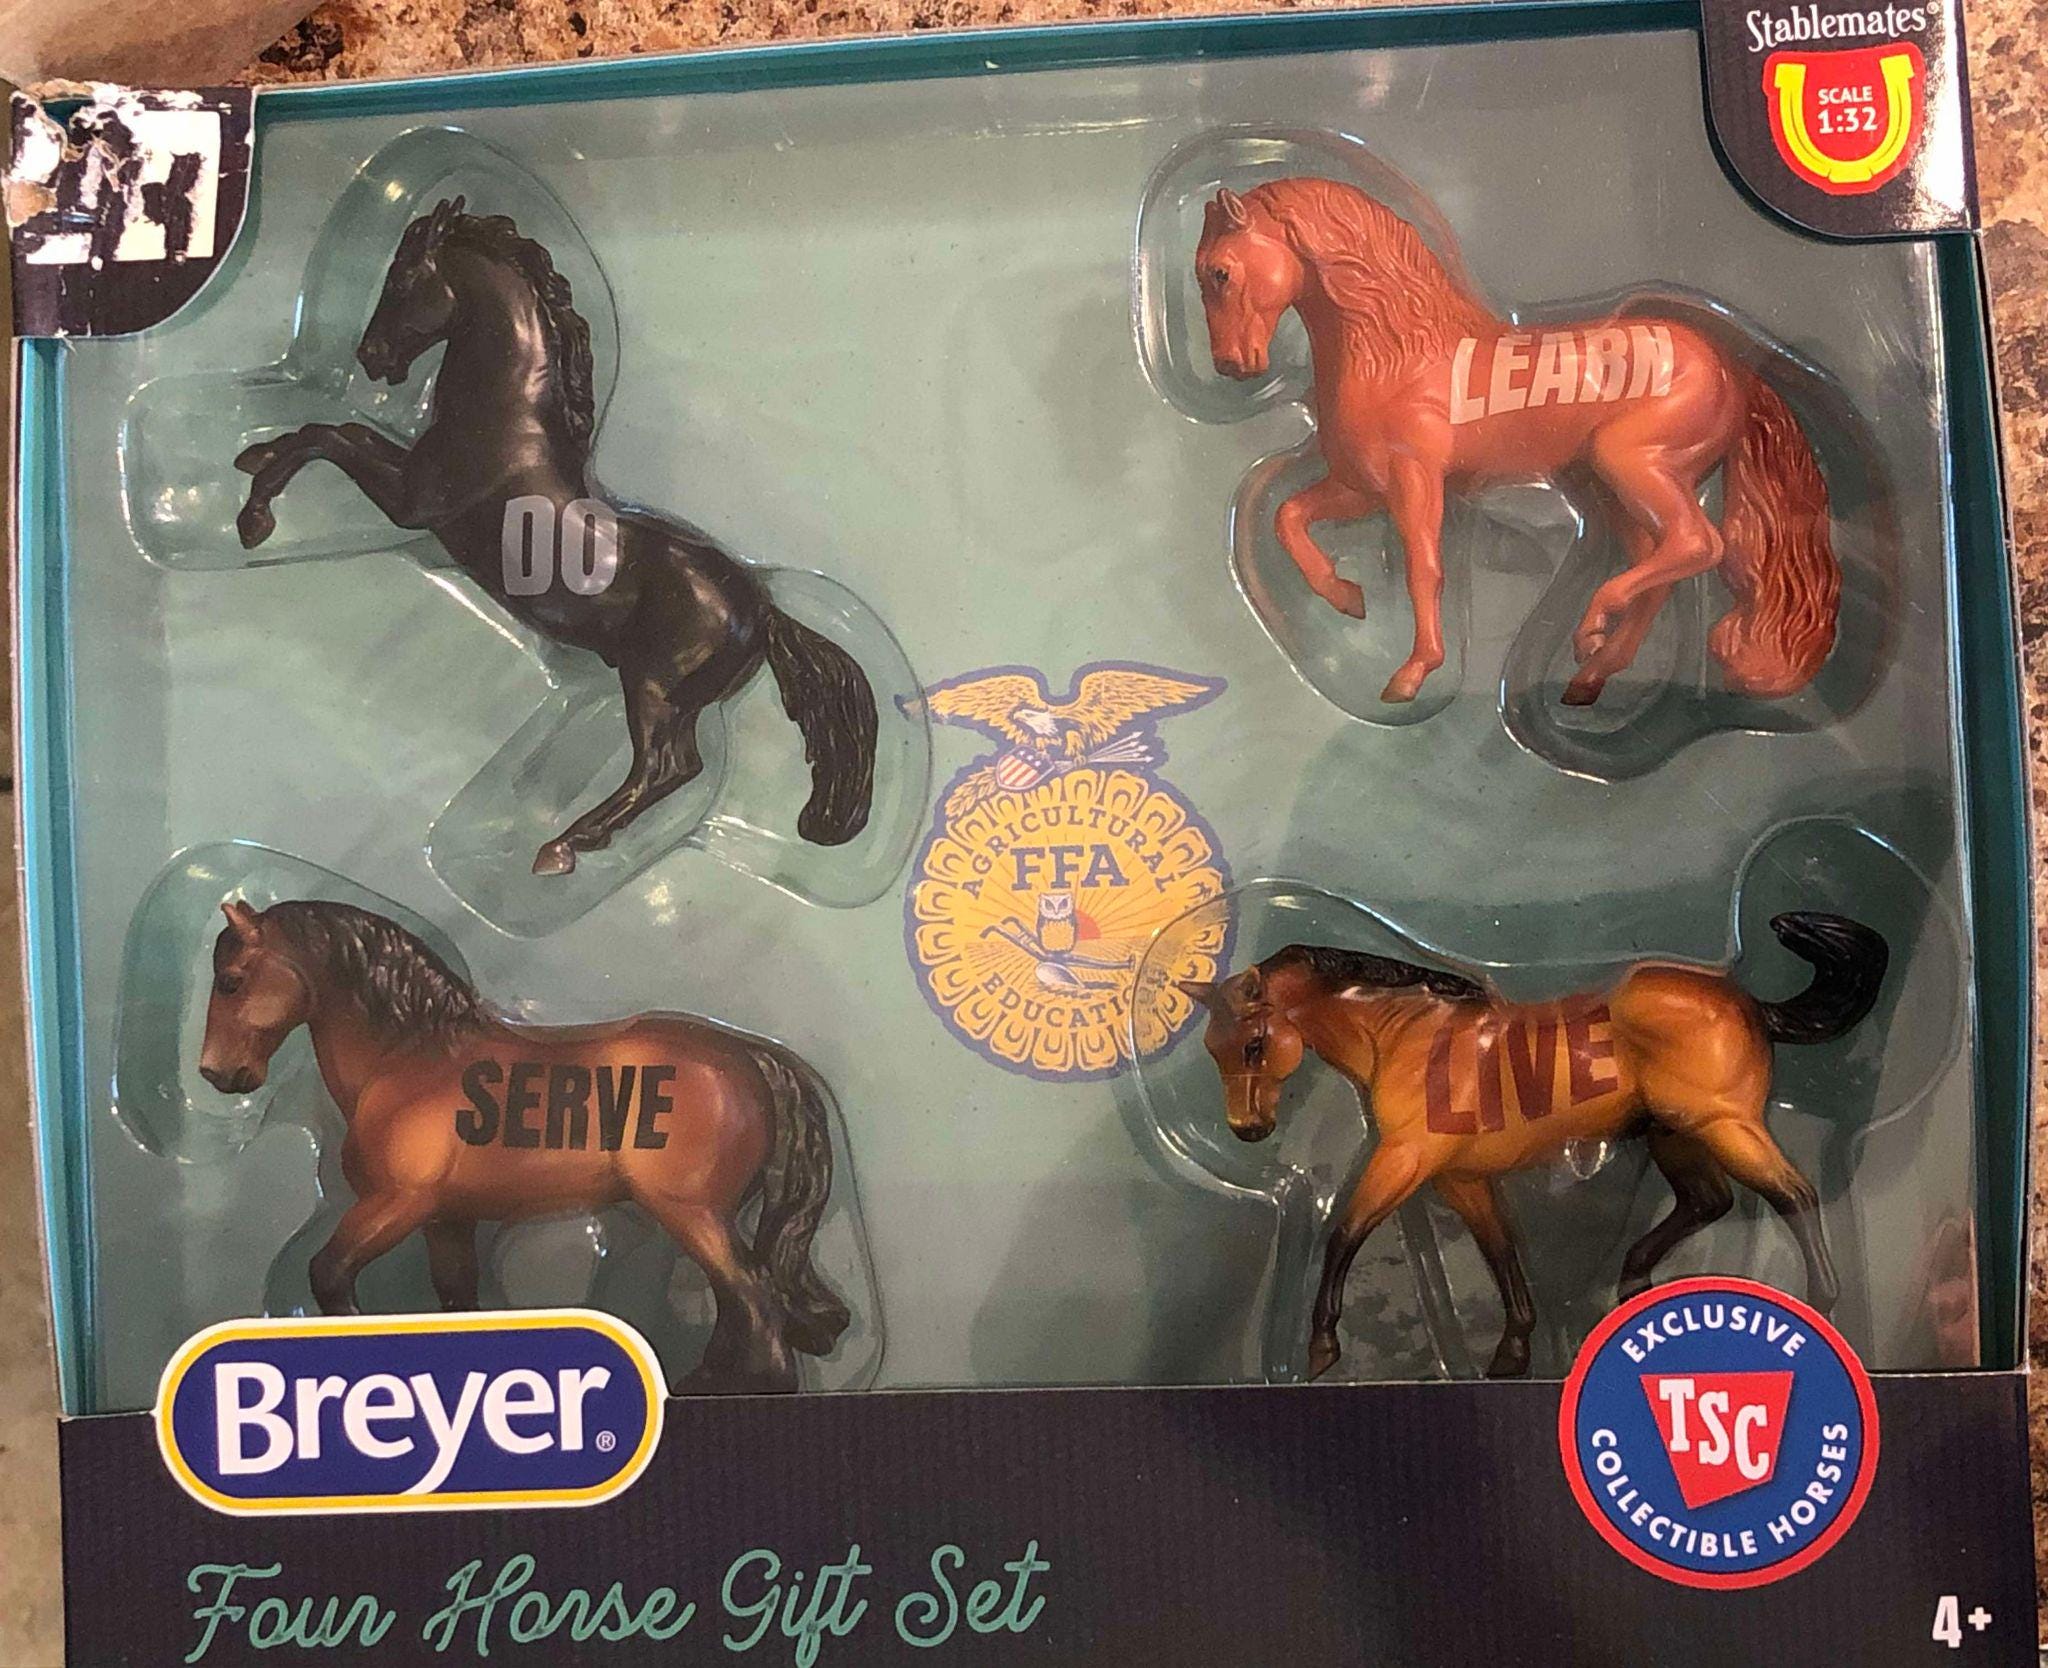 Stablemates®
SCALE
1:32
DO
LEARN
AGRICULTURAL
FFA
EDUCATIO
SERVE
LIVE
Breyer®
EXCLUSIVE
TSC
COLLECTIBLE HORSES
Four Horse Gift Set
4+